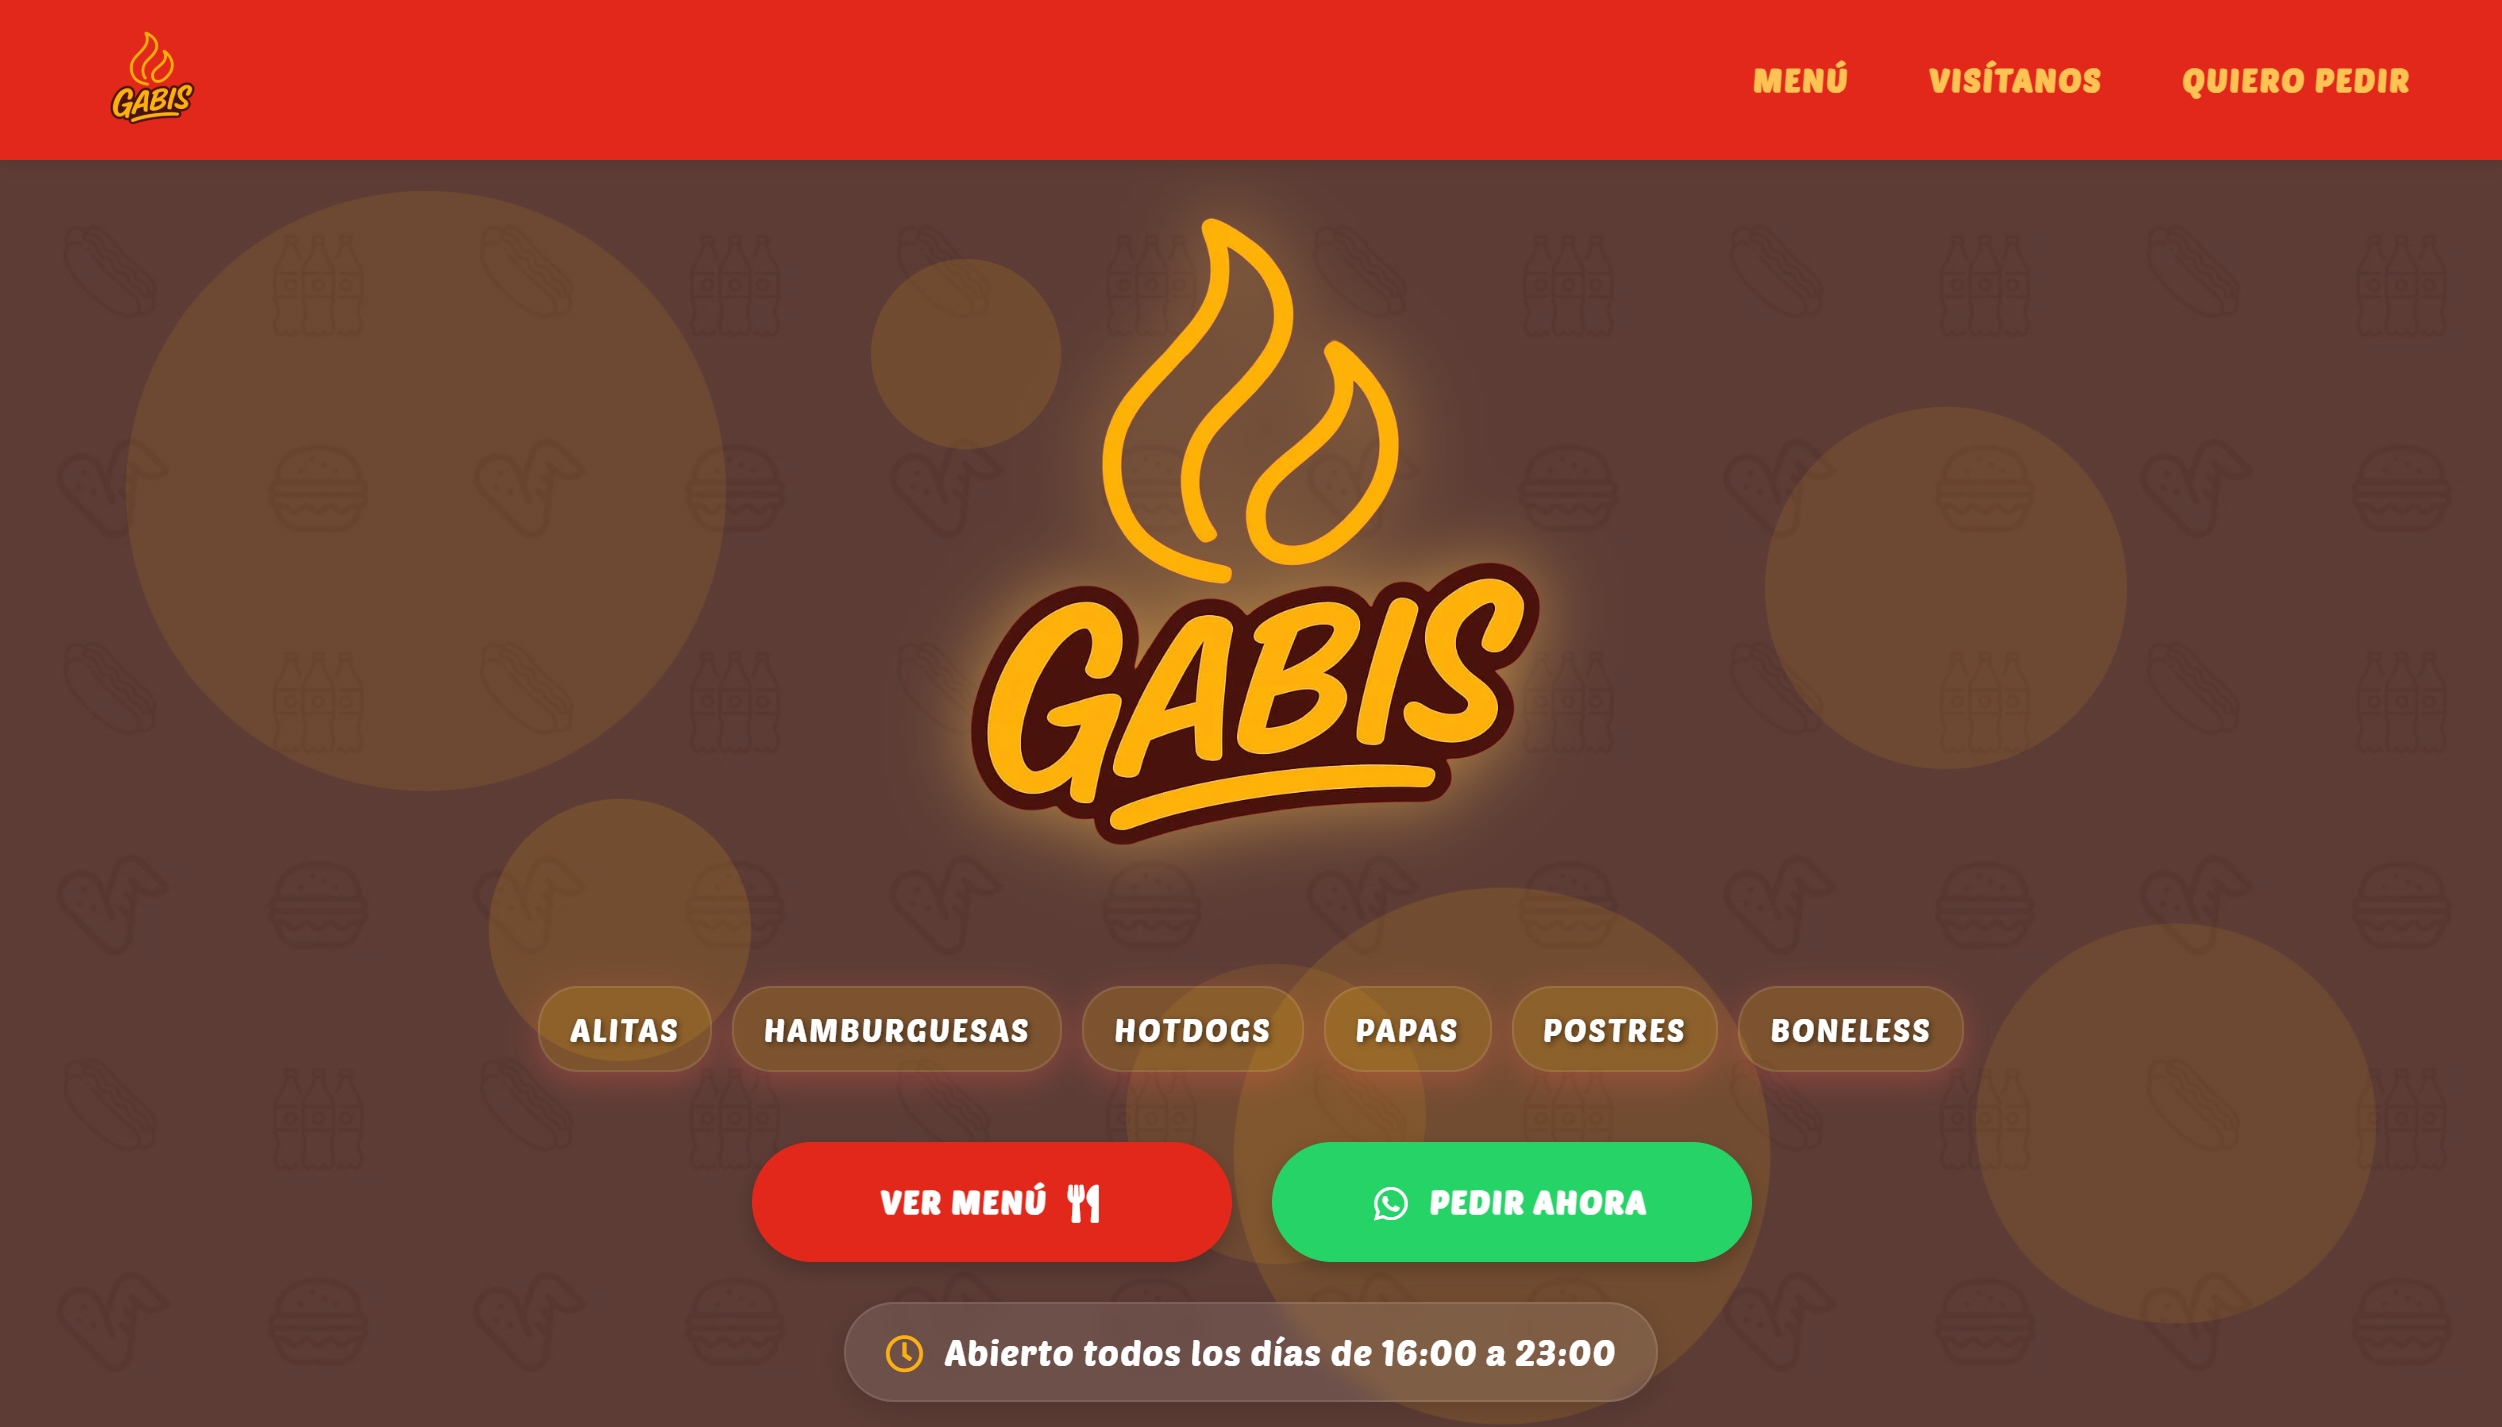 GABIS
MENÚ
VISÍTANOS
QUIERO PEDIR
GABIS
ALITAS
HAMBURGUESAS
HOTDOGS
PAPAS
POSTRES
BONELESS
VER MENÚ
PEDIR AHORA
Abierto todos los días de 16:00 a 23:00